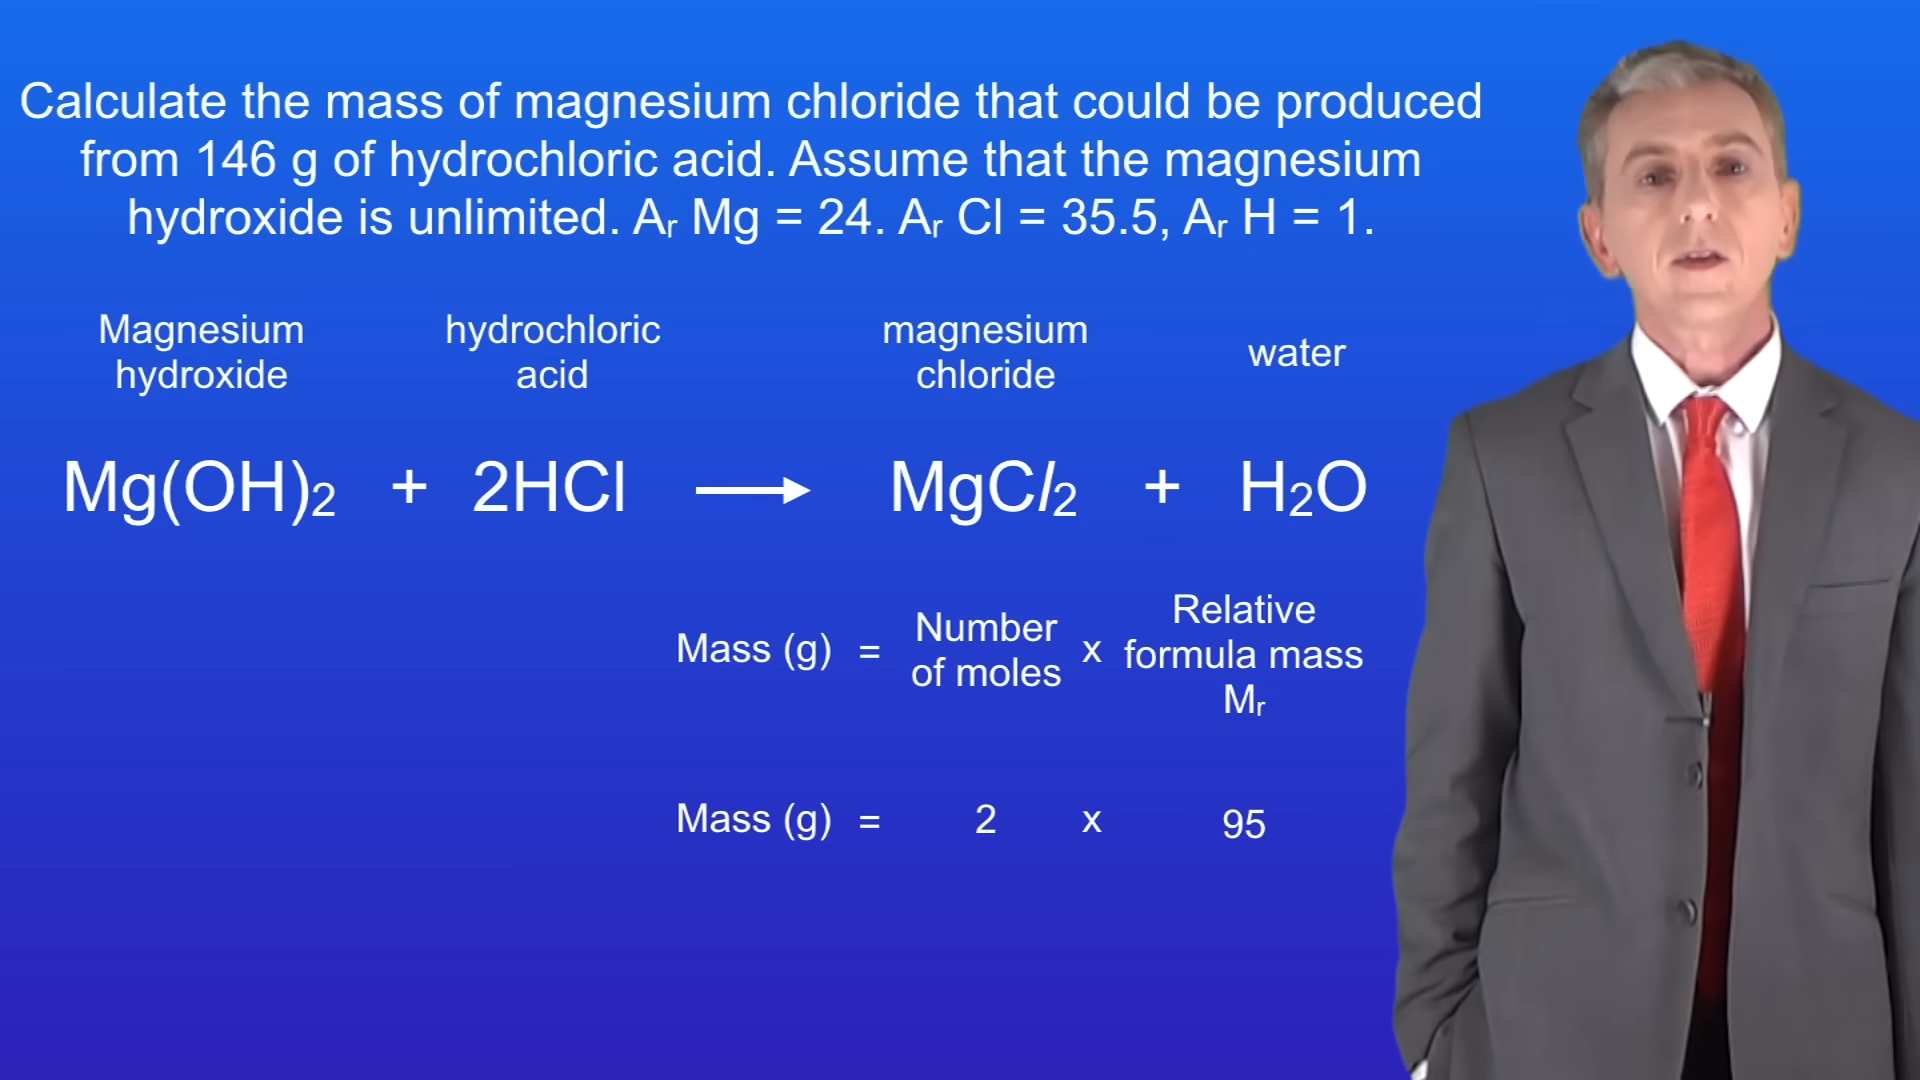 Calculate the mass of magnesium chloride that could be produced
from 146 g of hydrochloric acid. Assume that the magnesium
hydroxide is unlimited. Ar Mg = 24. Ar Cl = 35.5, Ar H = 1.
Magnesium
hydroxide
hydrochloric
acid
magnesium
chloride
water
Mg(OH)2 + 2HCl ⟶ MgCl2 + H2O
Mass (g) = Number
of moles x Relative
formula mass
Mr
Mass (g) = 2 x 95